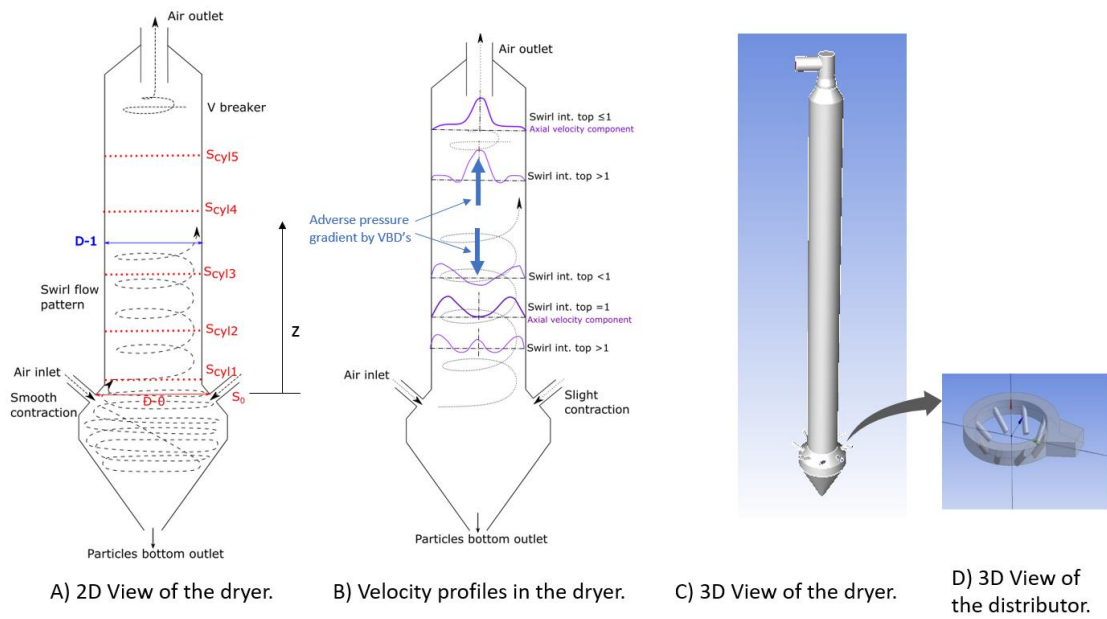 Air outlet
V breaker
Scyl5
Scyl4
D-1
Scyl3
Swirl flow
pattern
Z
Scyl2
Scyl1
Air inlet
Smooth
contraction
D-0
S₀
Particles bottom outlet
A) 2D View of the dryer.
Air outlet
Swirl int. top ≤1
Axial velocity component
Swirl int. top >1
Adverse pressure
gradient by VBD's
Swirl int. top <1
Swirl int. top =1
Axial velocity component
Swirl int. top >1
Air inlet
Slight
contraction
Particles bottom outlet
B) Velocity profiles in the dryer.
C) 3D View of the dryer.
D) 3D View of
the distributor.